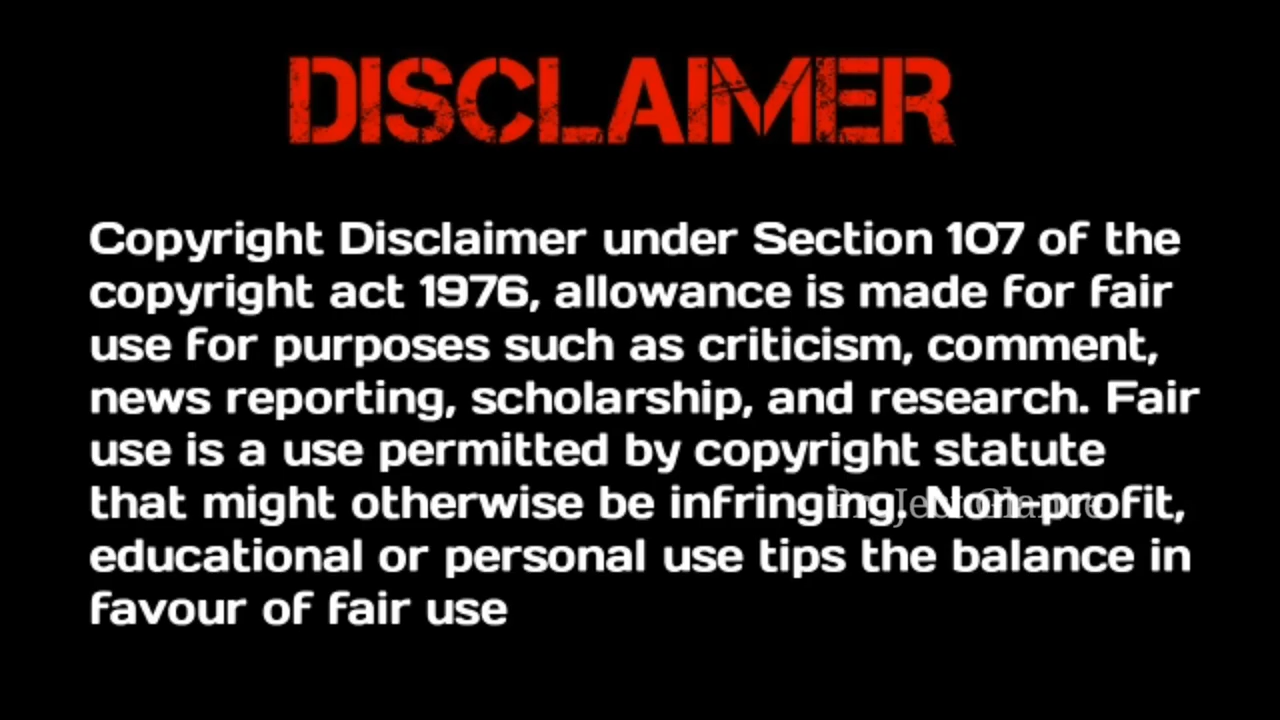 DISCLAIMER
Copyright Disclaimer under Section 107 of the
copyright act 1976, allowance is made for fair
use for purposes such as criticism, comment,
news reporting, scholarship, and research. Fair
use is a use permitted by copyright statute
that might otherwise be infringing. Non-profit,
educational or personal use tips the balance in
favour of fair use